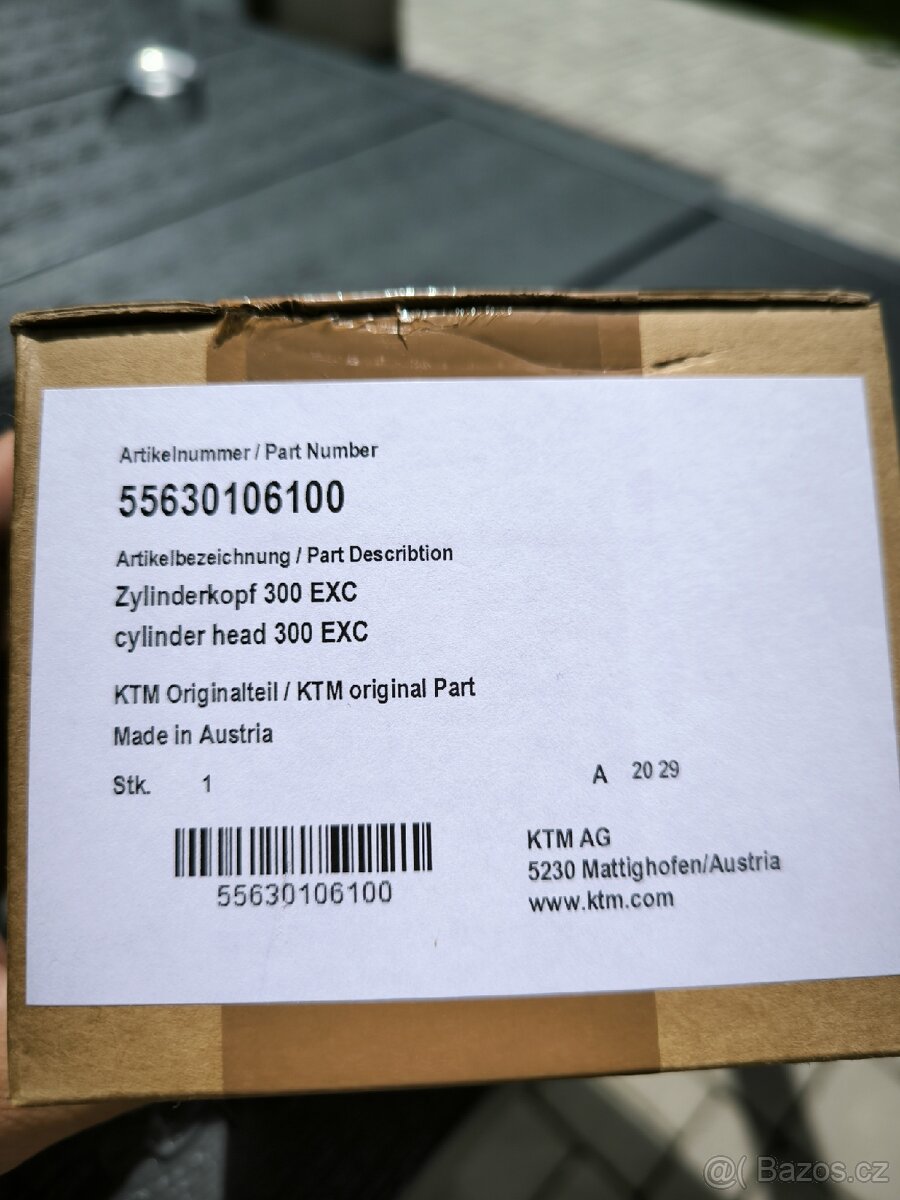 Artikelnummer / Part Number
55630106100
Artikelbezeichnung / Part Describtion
Zylinderkopf 300 EXC
cylinder head 300 EXC
KTM Originalteil / KTM original Part
Made in Austria
Stk. 1
A 20 29
55630106100
KTM AG
5230 Mattighofen/Austria
www.ktm.com
@( Bazos.cz